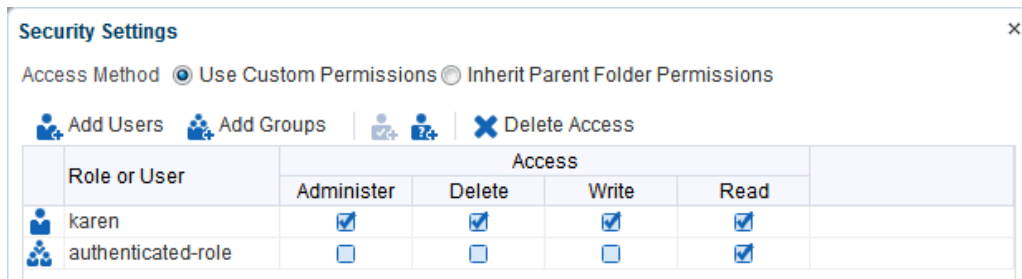 Security Settings ×
Access Method Use Custom Permissions Inherit Parent Folder Permissions
Add Users Add Groups Delete Access
Role or User Access
Administer Delete Write Read
karen
authenticated-role